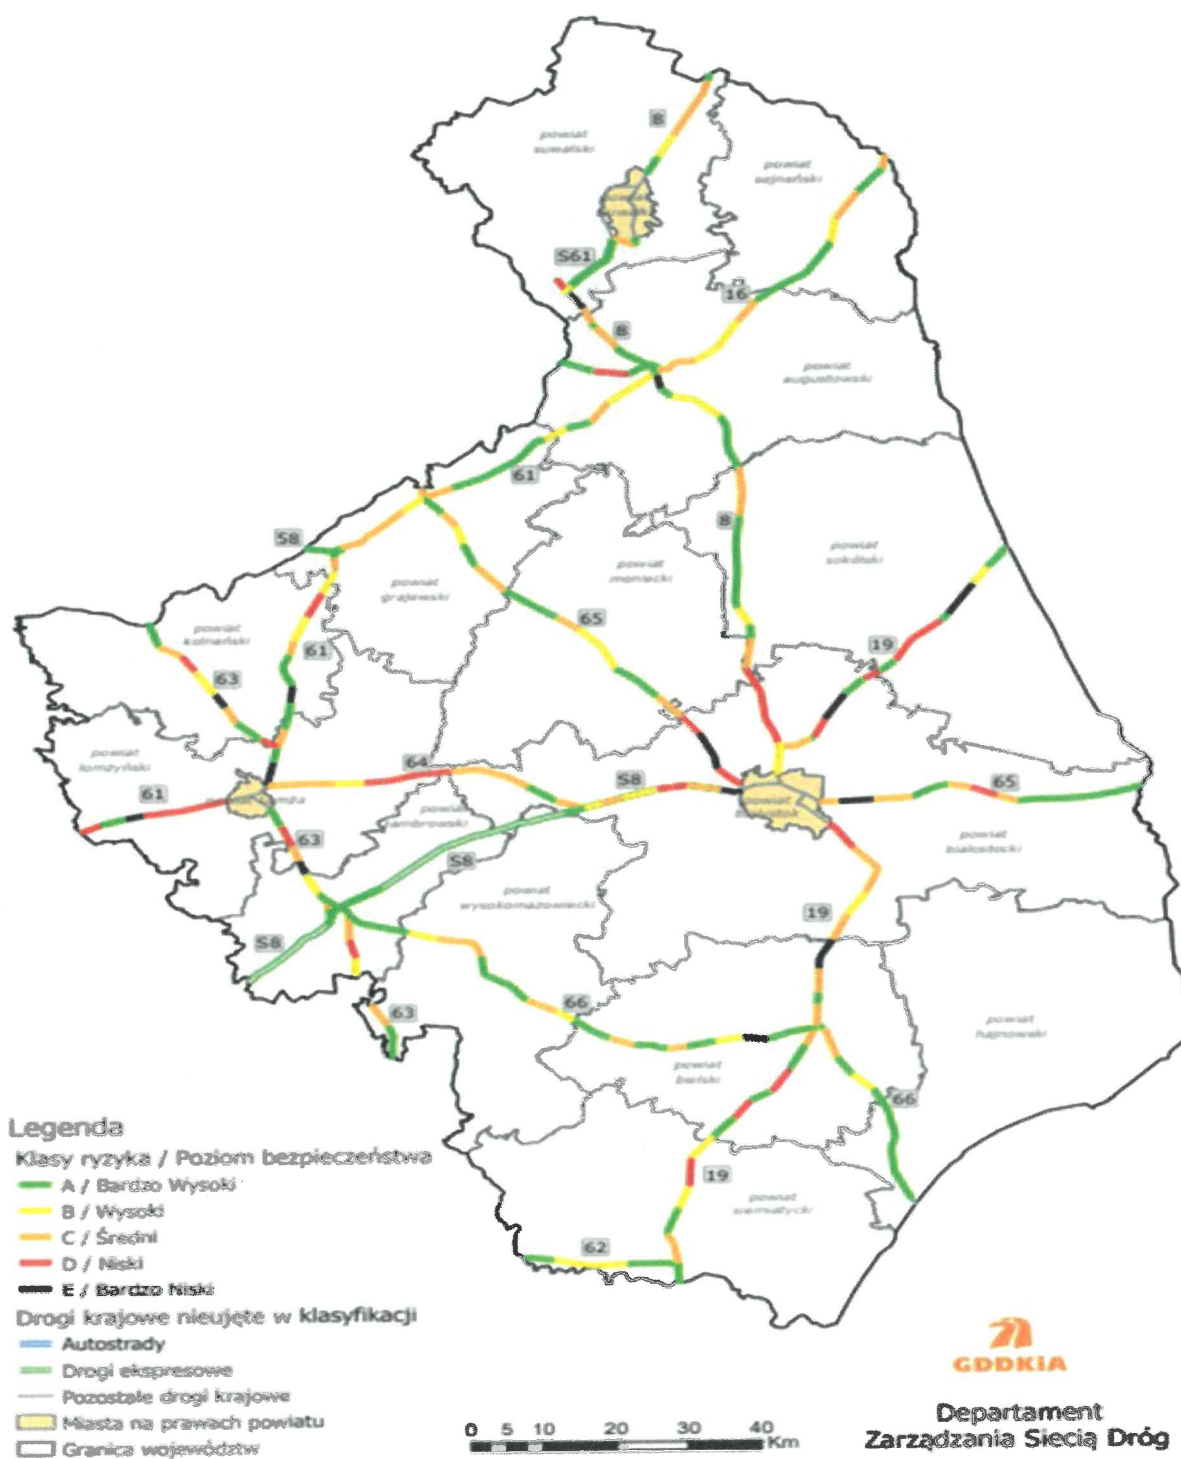 8
powiat
suwalski
powiat
sejneński
S61
16
8
powiat
augustowski
61
8
58
powiat
sokólski
powiat
moniecki
powiat
grajewski
65
powiat
kolneński
61
19
63
powiat
łomżyński
64
S8
65
61
powiat
powiat
białostocki
63
S8
powiat
wysokomazowiecki
19
S8
63
66
powiat
hajnowski
powiat
bielski
66
19
powiat
siemiatycki
62
Legenda
Klasy ryzyka / Poziom bezpieczeństwa
A / Bardzo Wysoki
B / Wysoki
C / Średni
D / Niski
E / Bardzo Niski
Drogi krajowe nieujęte w klasyfikacji
Autostrady
Drogi ekspresowe
Pozostałe drogi krajowe
Miasta na prawach powiatu
Granica województw
0 5 10 20 30 40
Km
GDDKiA
Departament
Zarządzania Siecią Dróg